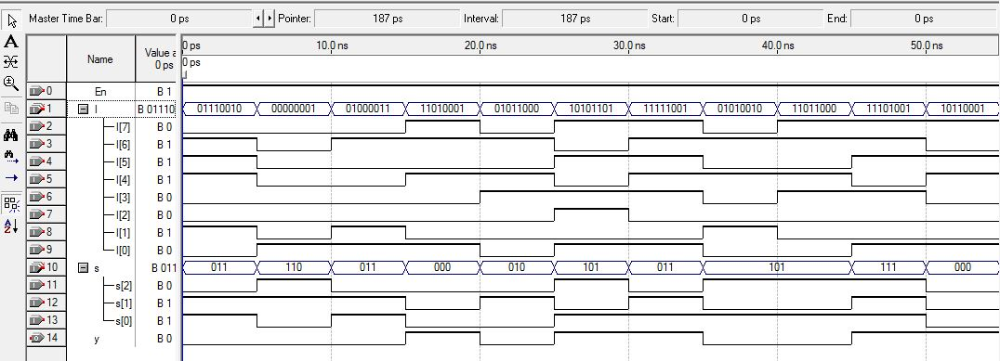 Master Time Bar: 0 ps Pointer: 187 ps Interval: 187 ps Start: 0 ps End: 0 ps
A
Name Value a 0 ps 0 ps 10.0 ns 20.0 ns 30.0 ns 40.0 ns 50.0 ns
0 ps
0 En B 1
1 I B 01110 01110010 00000001 01000011 11010001 01011000 10101101 11111001 01010010 11011000 11101001 10110001
2 I[7] B 0
3 I[6] B 1
4 I[5] B 1
5 I[4] B 1
6 I[3] B 0
7 I[2] B 0
8 I[1] B 1
9 I[0] B 0
10 s B 011 011 110 011 000 010 101 011 101 111 000
11 s[2] B 0
12 s[1] B 1
13 s[0] B 1
14 y B 0
A
Z